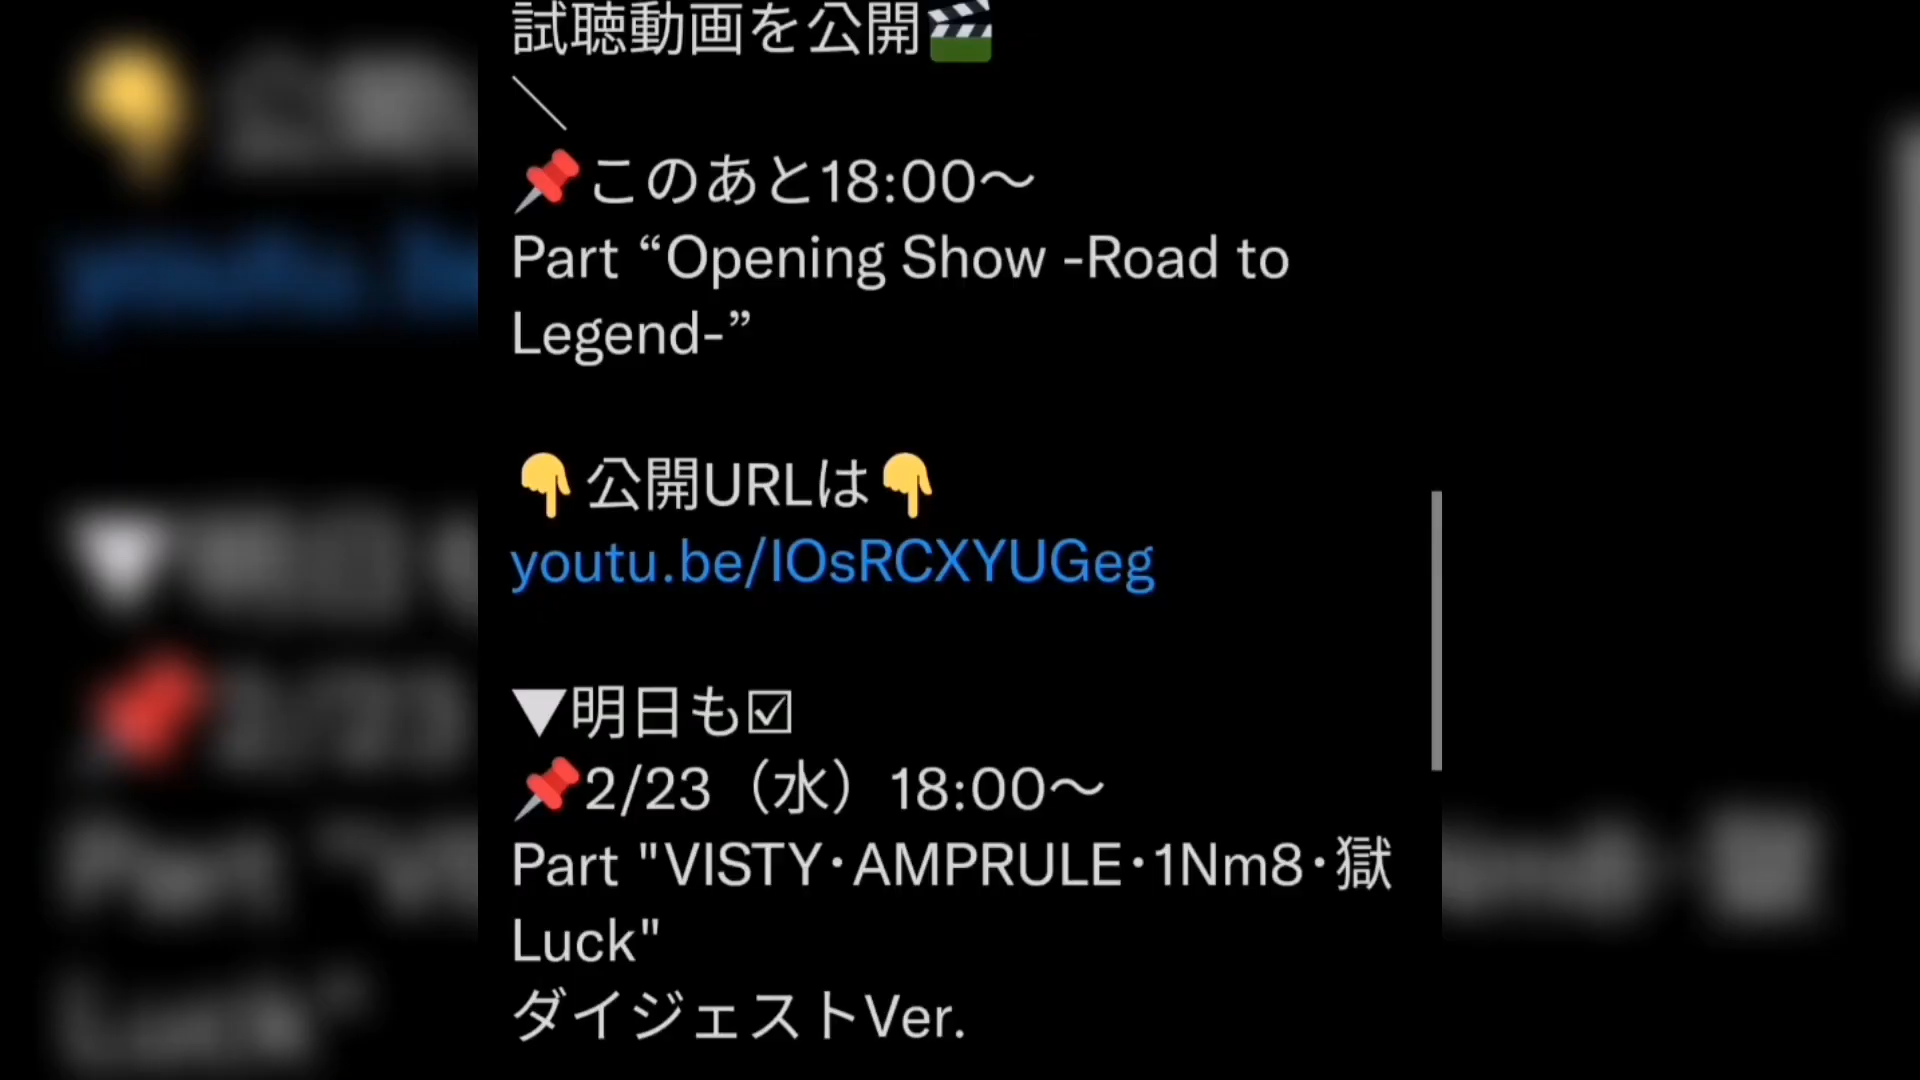 試聴動画を公開🎬
＼
📌このあと18:00〜
Part “Opening Show -Road to
Legend-”
👇公開URLは👇
youtu.be/IOsRCXYUGeg
▼明日も☑
📌2/23（水）18:00〜
Part "VISTY･AMPRULE･1Nm8･獄
Luck"
ダイジェストVer.